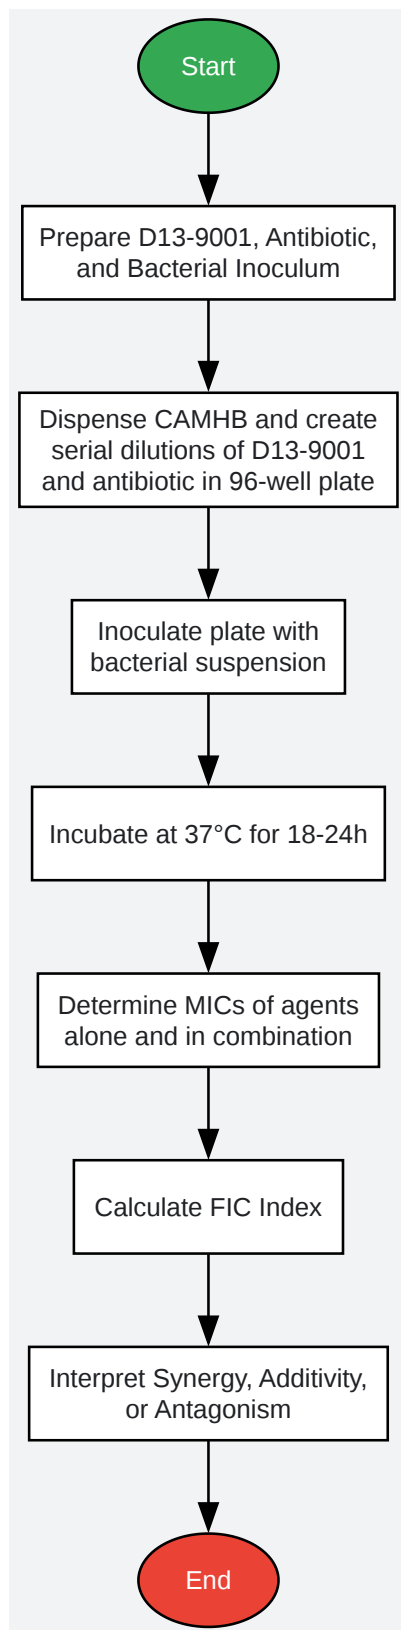 Start
Prepare D13-9001, Antibiotic,
and Bacterial Inoculum
Dispense CAMHB and create
serial dilutions of D13-9001
and antibiotic in 96-well plate
Inoculate plate with
bacterial suspension
Incubate at 37°C for 18-24h
Determine MICs of agents
alone and in combination
Calculate FIC Index
Interpret Synergy, Additivity,
or Antagonism
End